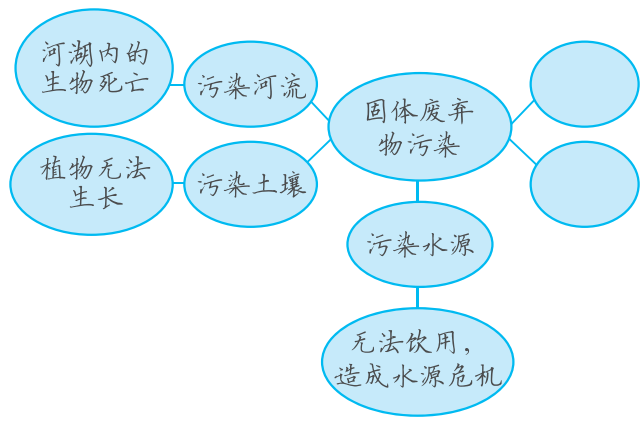 河湖内的
生物死亡
污染河流
固体废弃
物污染
植物无法
生长
污染土壤
污染水源
无法饮用，
造成水源危机